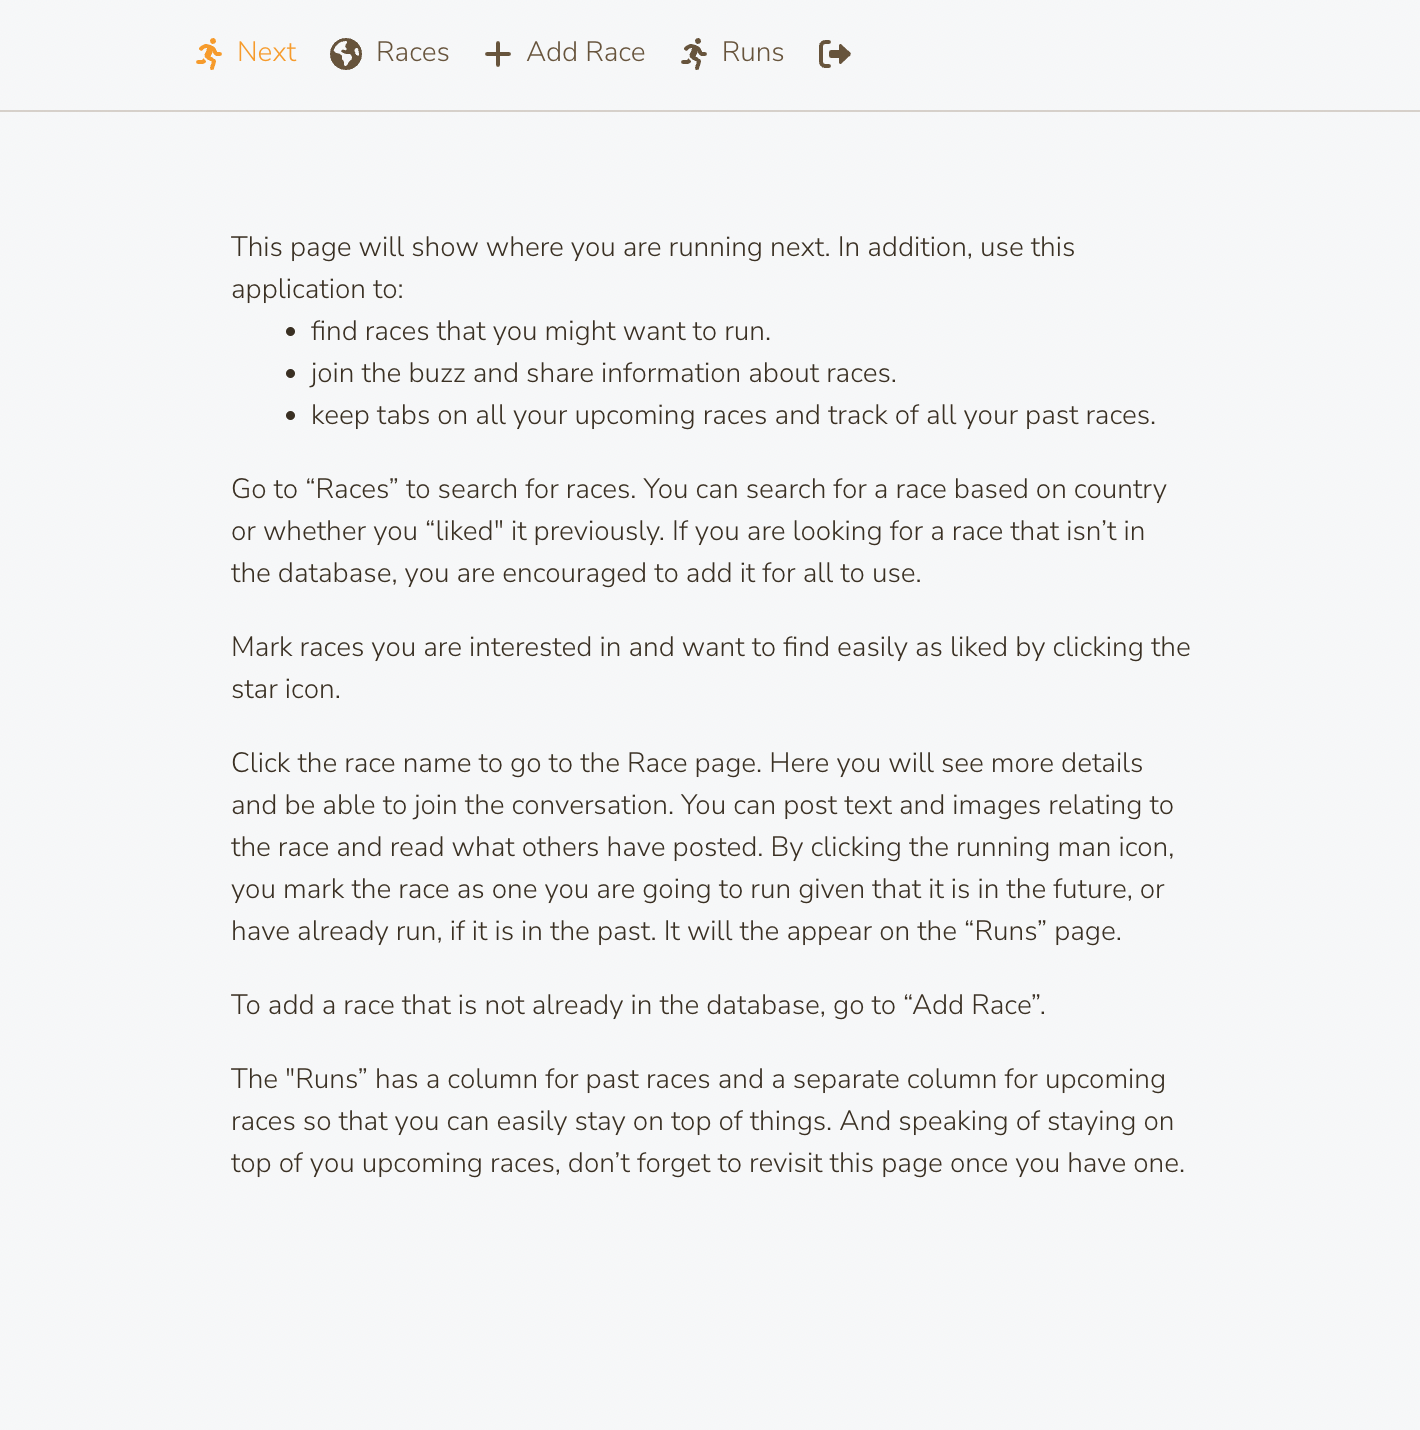 Next Races Add Race Runs
This page will show where you are running next. In addition, use this
application to:
• find races that you might want to run.
• join the buzz and share information about races.
• keep tabs on all your upcoming races and track of all your past races.
Go to “Races” to search for races. You can search for a race based on country
or whether you “liked" it previously. If you are looking for a race that isn’t in
the database, you are encouraged to add it for all to use.
Mark races you are interested in and want to find easily as liked by clicking the
star icon.
Click the race name to go to the Race page. Here you will see more details
and be able to join the conversation. You can post text and images relating to
the race and read what others have posted. By clicking the running man icon,
you mark the race as one you are going to run given that it is in the future, or
have already run, if it is in the past. It will the appear on the “Runs” page.
To add a race that is not already in the database, go to “Add Race”.
The "Runs” has a column for past races and a separate column for upcoming
races so that you can easily stay on top of things. And speaking of staying on
top of you upcoming races, don’t forget to revisit this page once you have one.